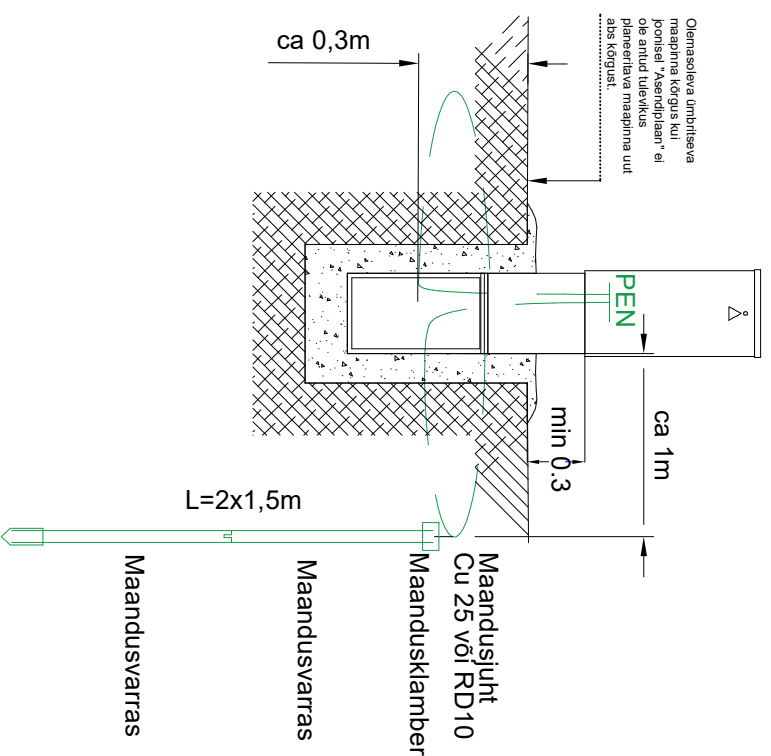 Olemasoleva ümbritseva
maapinna kõrgus kui
joonisel "Asendiplaan" ei
ole antud tulevikus
planeeritava maapinna uut
abs kõrgust.
ca 0,3m
PEN
ca 1m
min 0.3
L=2x1,5m
Maandusjuht
Cu 25 või RD10
Maandusklamber
Maandusvarras
Maandusvarras